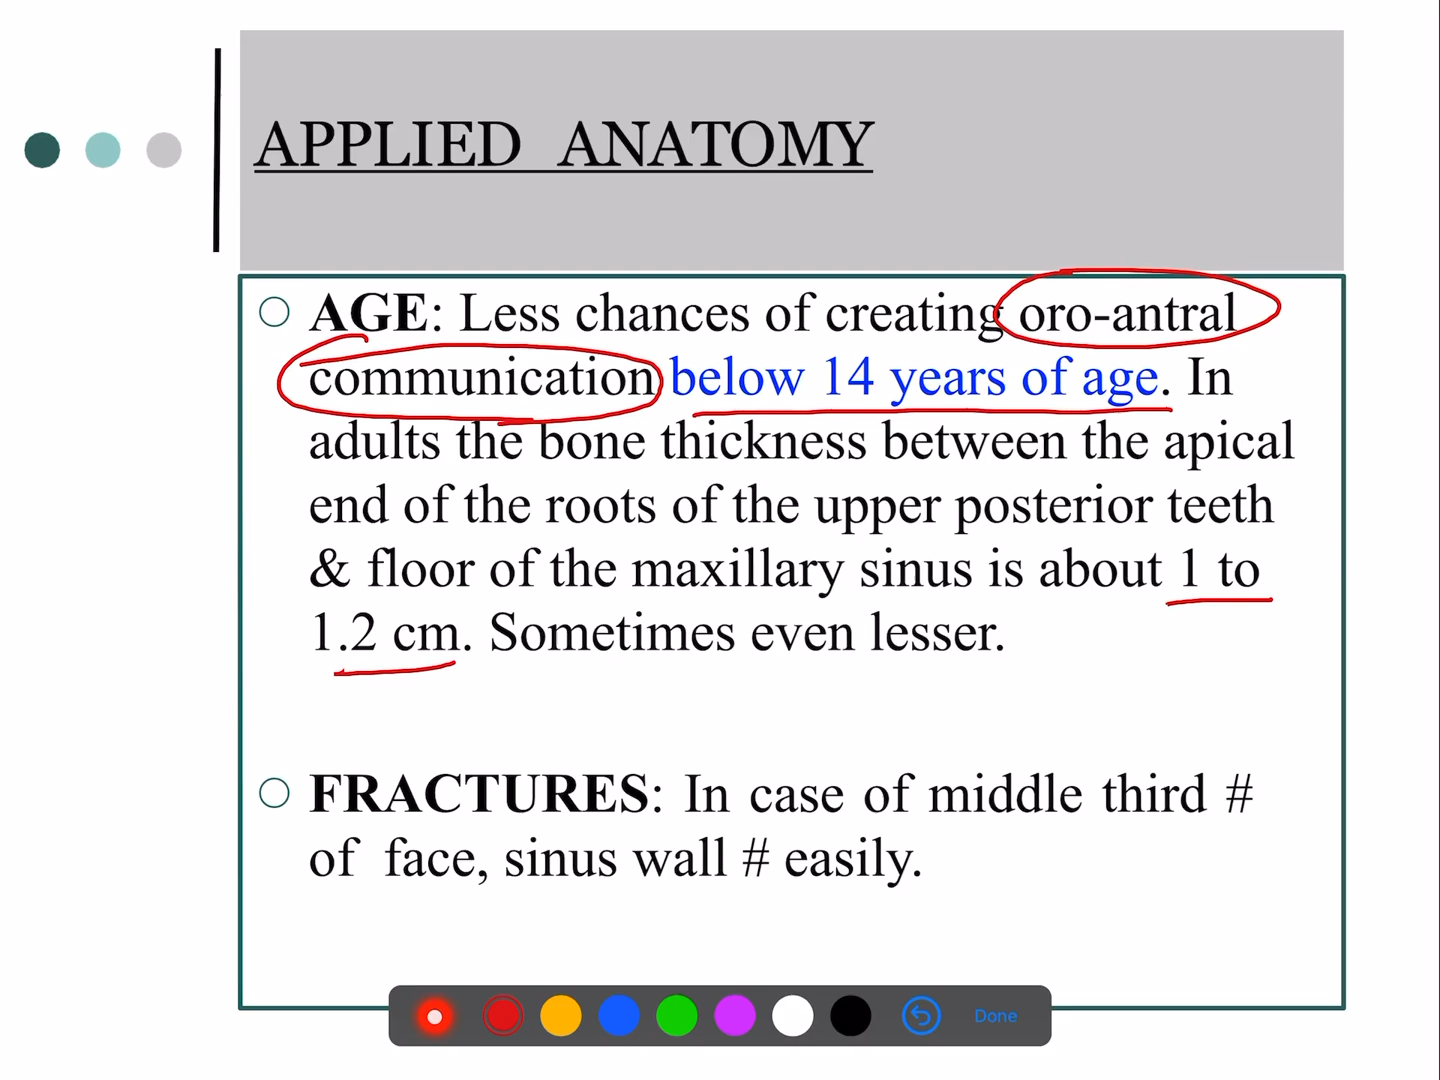 APPLIED ANATOMY
AGE: Less chances of creating oro-antral
communication below 14 years of age. In
adults the bone thickness between the apical
end of the roots of the upper posterior teeth
& floor of the maxillary sinus is about 1 to
1.2 cm. Sometimes even lesser.
FRACTURES: In case of middle third #
of face, sinus wall # easily.
Done